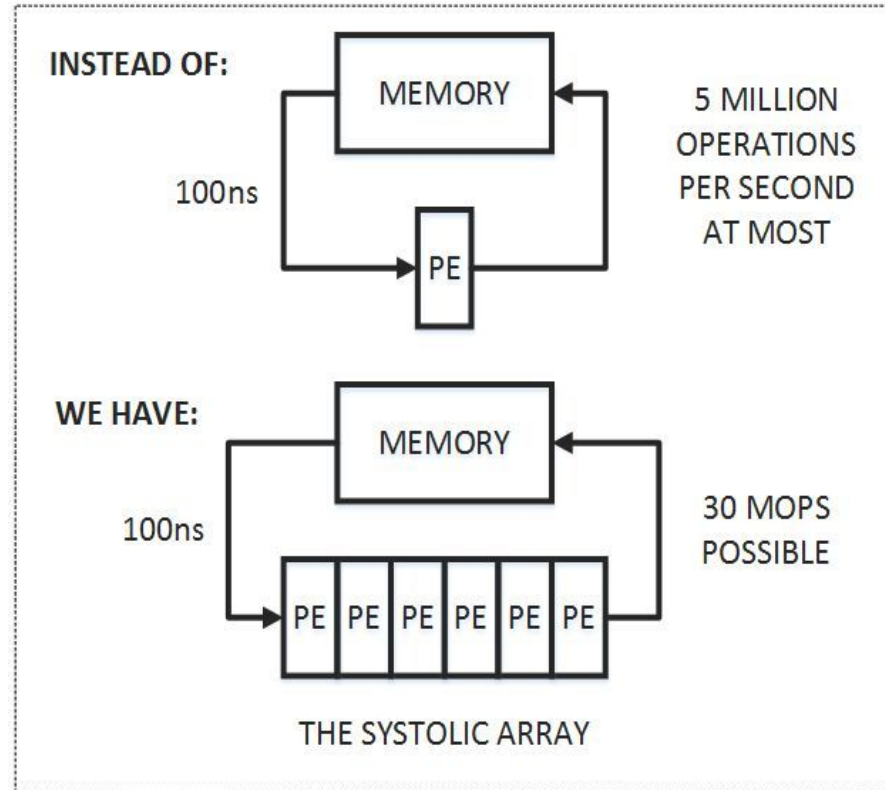 INSTEAD OF:
MEMORY
100ns
PE
5 MILLION
OPERATIONS
PER SECOND
AT MOST
WE HAVE:
MEMORY
100ns
PE PE PE PE PE PE
30 MOPS
POSSIBLE
THE SYSTOLIC ARRAY